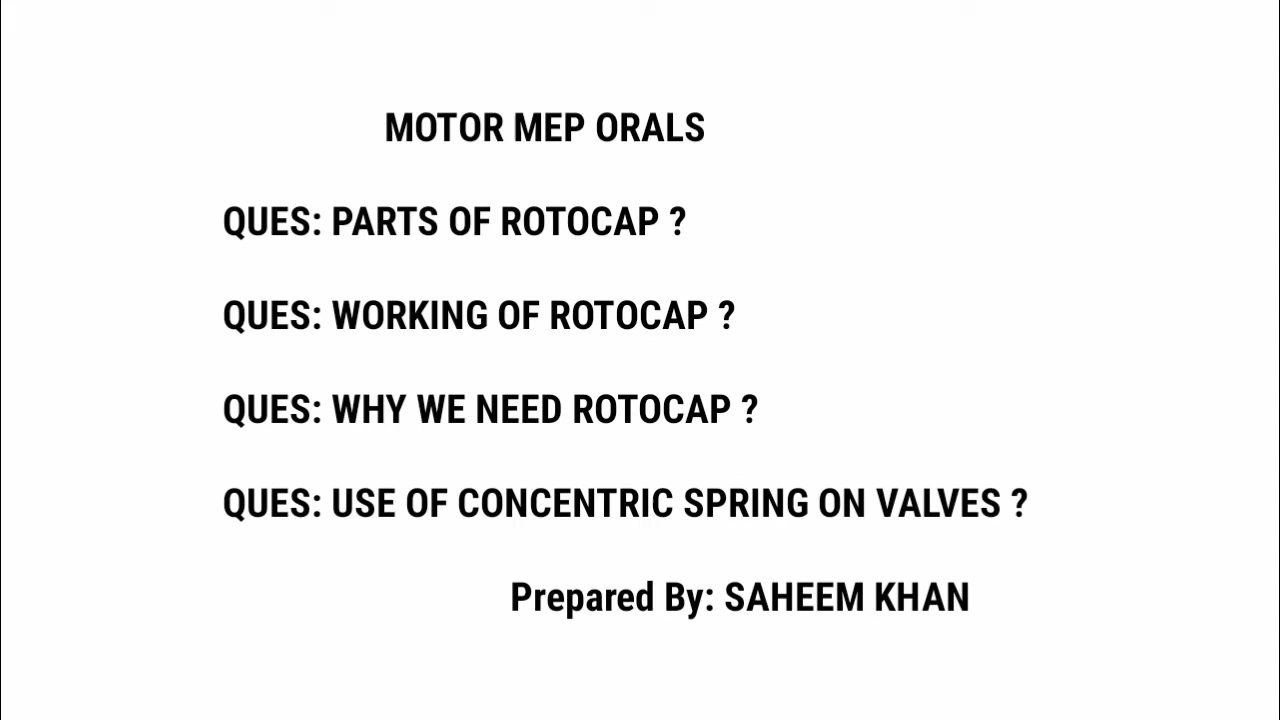 MOTOR MEP ORALS
QUES: PARTS OF ROTOCAP ?
QUES: WORKING OF ROTOCAP ?
QUES: WHY WE NEED ROTOCAP ?
QUES: USE OF CONCENTRIC SPRING ON VALVES ?
Prepared By: SAHEEM KHAN